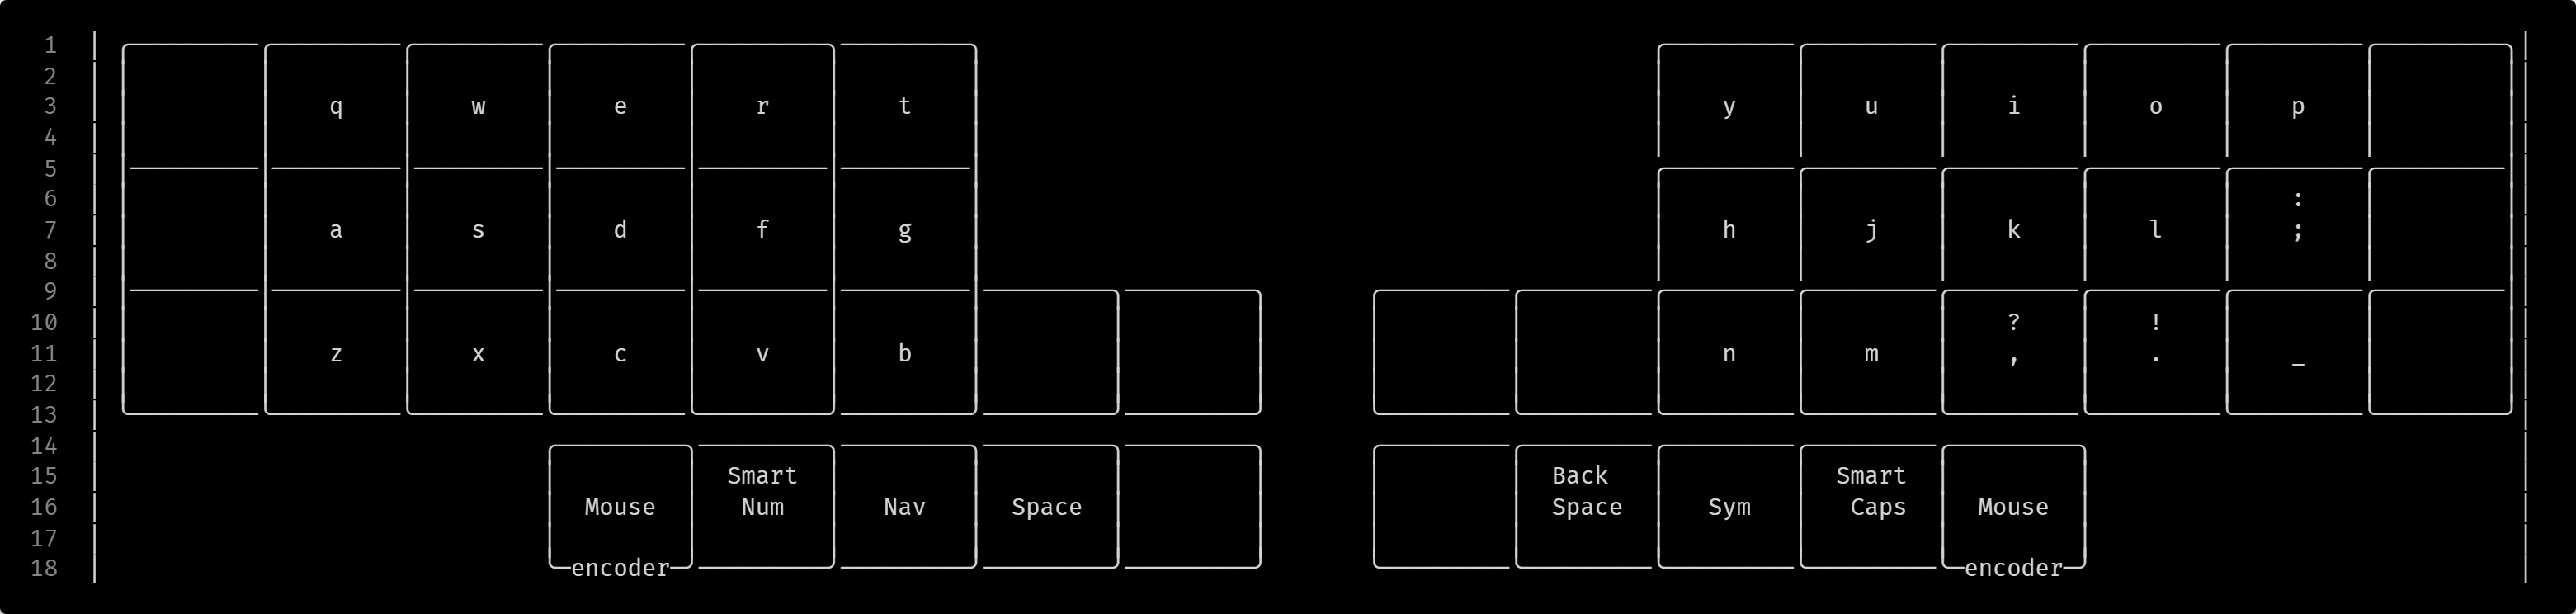 1
2
3 q w e r t y u i o p
4
5
6 :
7 a s d f g h j k l ;
8
9
10 ? !
11 z x c v b n m , . _
12
13
14
15 Smart Back Smart
16 Mouse Num Nav Space Space Sym Caps Mouse
17
18 encoder encoder